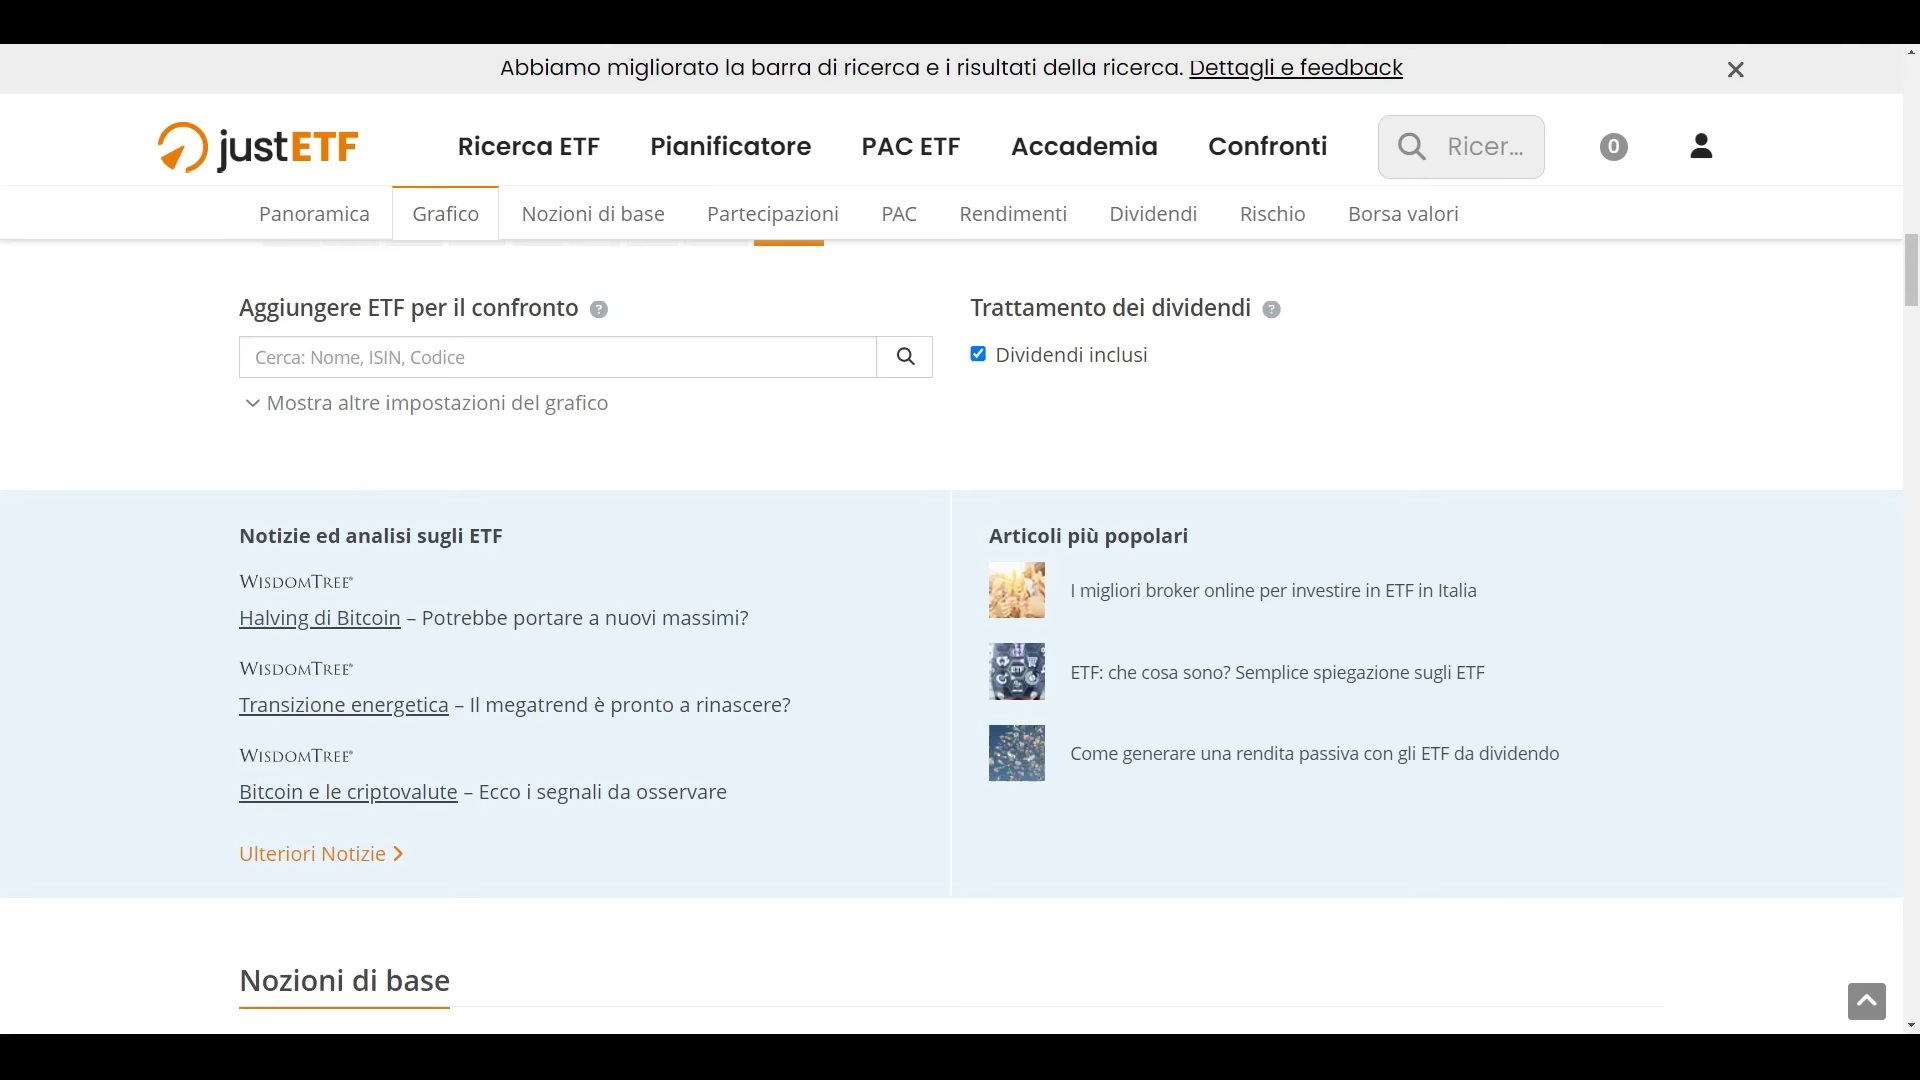 Abbiamo migliorato la barra di ricerca e i risultati della ricerca. Dettagli e feedback
justETF
Ricerca ETF
Pianificatore
PAC ETF
Accademia
Confronti
Ricer...
0
Panoramica
Grafico
Nozioni di base
Partecipazioni
PAC
Rendimenti
Dividendi
Rischio
Borsa valori
Aggiungere ETF per il confronto ?
Cerca: Nome, ISIN, Codice
Mostra altre impostazioni del grafico
Trattamento dei dividendi ?
Dividendi inclusi
Notizie ed analisi sugli ETF
WISDOMTREE®
Halving di Bitcoin – Potrebbe portare a nuovi massimi?
WISDOMTREE®
Transizione energetica – Il megatrend è pronto a rinascere?
WISDOMTREE®
Bitcoin e le criptovalute – Ecco i segnali da osservare
Ulteriori Notizie
Articoli più popolari
I migliori broker online per investire in ETF in Italia
ETF
ETF: che cosa sono? Semplice spiegazione sugli ETF
Come generare una rendita passiva con gli ETF da dividendo
Nozioni di base